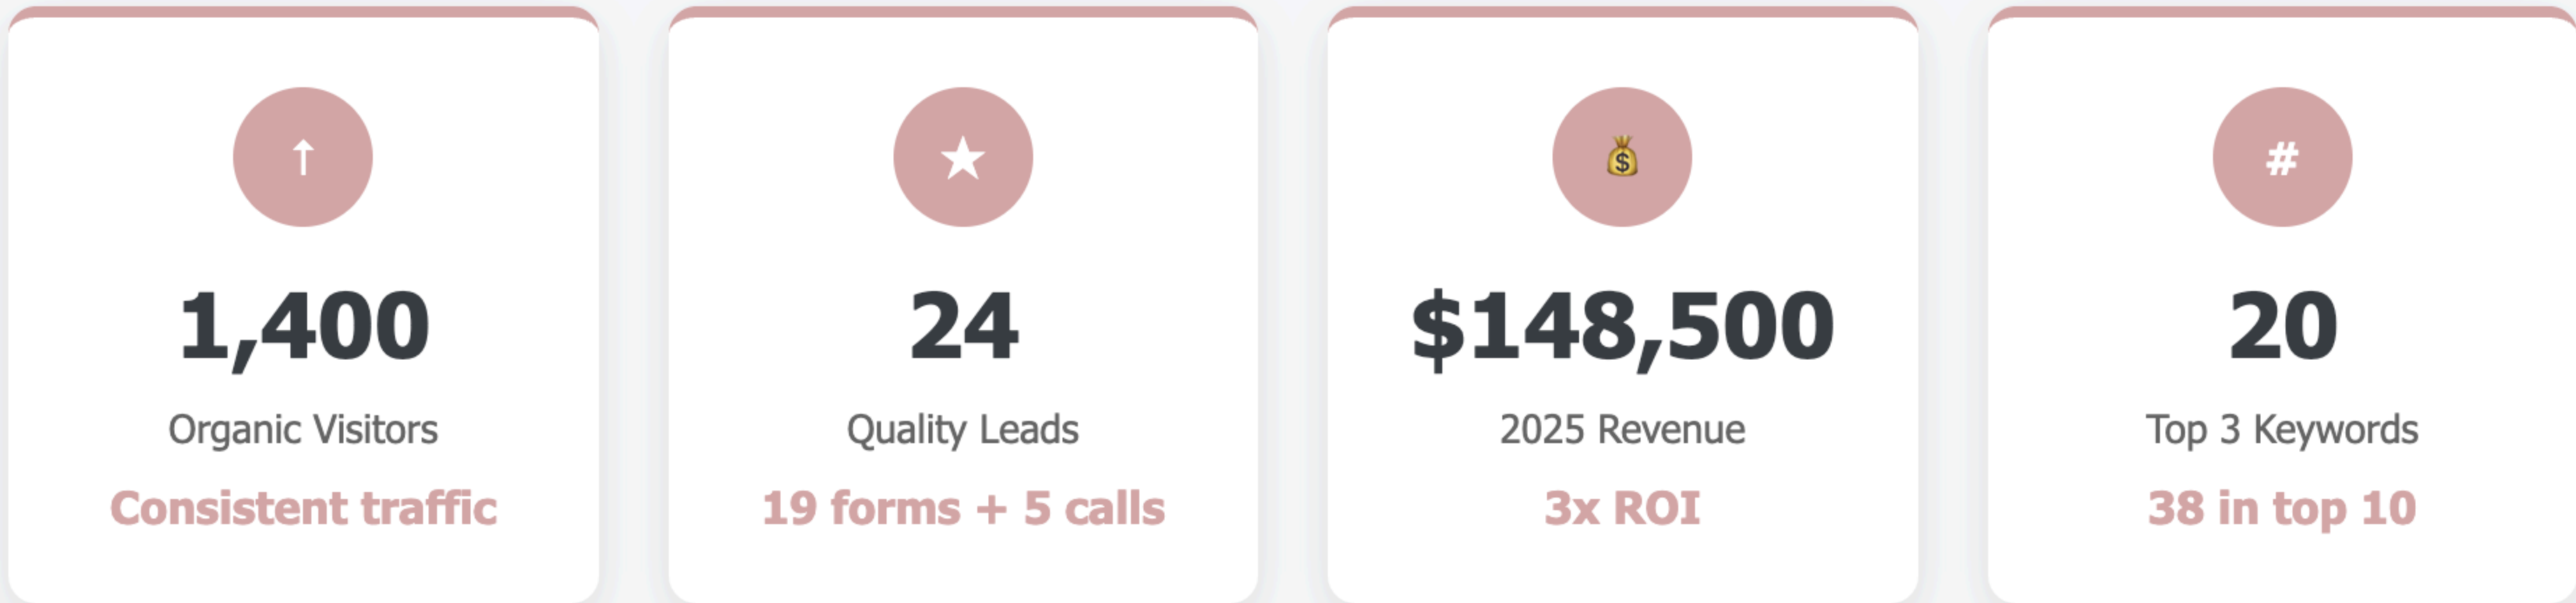 ↑
★
$
#
1,400
24
$148,500
20
Organic Visitors
Quality Leads
2025 Revenue
Top 3 Keywords
Consistent traffic
19 forms + 5 calls
3x ROI
38 in top 10